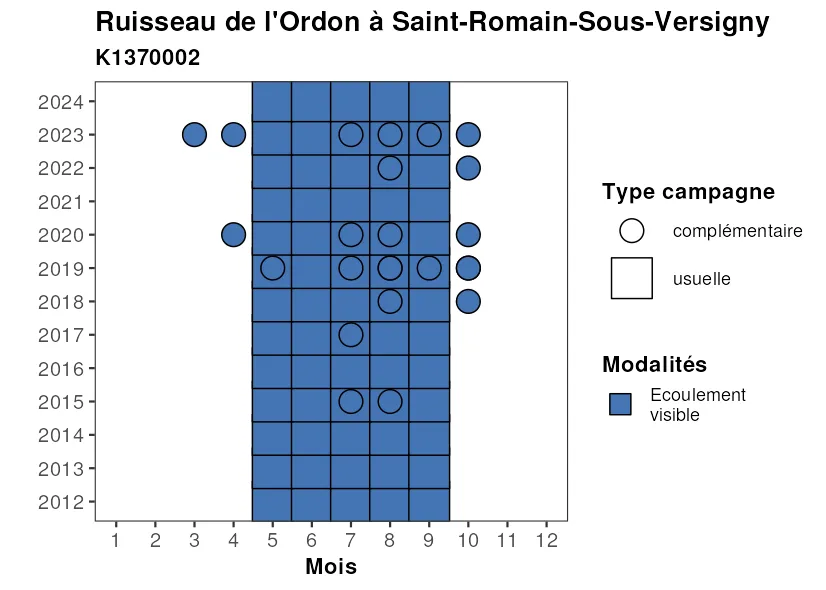 Ruisseau de l'Ordon à Saint-Romain-Sous-Versigny
K1370002
2024
2023
2022
2021
2020
2019
2018
2017
2016
2015
2014
2013
2012
1 2 3 4 5 6 7 8 9 10 11 12
Mois
Type campagne
complémentaire
usuelle
Modalités
Ecoulement
visible